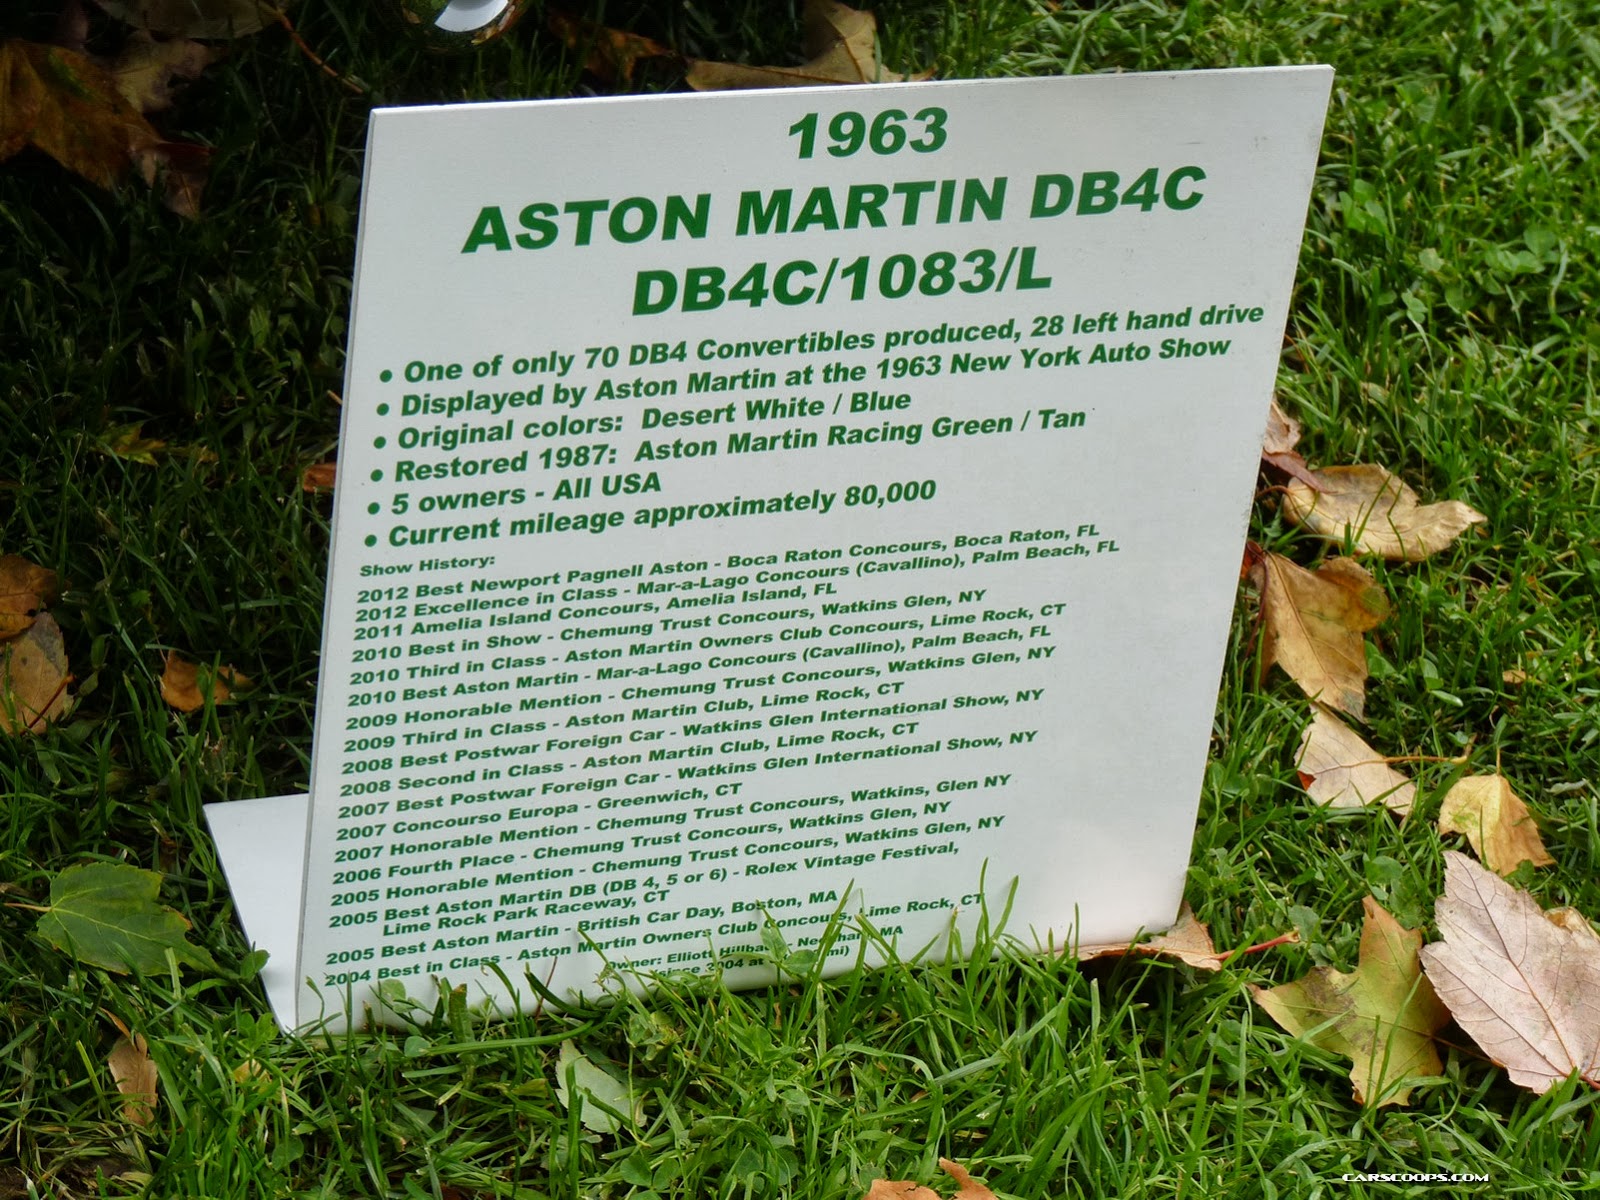 1963
ASTON MARTIN DB4C
DB4C/1083/L
• One of only 70 DB4 Convertibles produced, 28 left hand drive
• Displayed by Aston Martin at the 1963 New York Auto Show
• Original colors: Desert White / Blue
• Restored 1987: Aston Martin Racing Green / Tan
• 5 owners - All USA
• Current mileage approximately 80,000
Show History:
2012 Best Newport Pagnell Aston - Boca Raton Concours, Boca Raton, FL
2012 Excellence in Class - Mar-a-Lago Concours (Cavallino), Palm Beach, FL
2011 Amelia Island Concours, Amelia Island, FL
2010 Best in Show - Chemung Trust Concours, Watkins Glen, NY
2010 Third in Class - Aston Martin Owners Club Concours, Lime Rock, CT
2010 Best Aston Martin - Mar-a-Lago Concours (Cavallino), Palm Beach, FL
2009 Honorable Mention - Chemung Trust Concours, Watkins Glen, NY
2009 Third in Class - Aston Martin Club, Lime Rock, CT
2008 Best Postwar Foreign Car - Watkins Glen International Show, NY
2008 Second in Class - Aston Martin Club, Lime Rock, CT
2007 Best Postwar Foreign Car - Watkins Glen International Show, NY
2007 Concourso Europa - Greenwich, CT
2007 Honorable Mention - Chemung Trust Concours, Watkins, Glen NY
2006 Fourth Place - Chemung Trust Concours, Watkins Glen, NY
2005 Honorable Mention - Chemung Trust Concours, Watkins Glen, NY
2005 Best Aston Martin DB (DB 4, 5 or 6) - Rolex Vintage Festival,
Lime Rock Park Raceway, CT
2005 Best Aston Martin - British Car Day, Boston, MA
2004 Best in Class - Aston Martin Owners Club Concours, Lime Rock, CT
Owner: Elliott - MA
since 2004 at
CARSCOOPS.COM